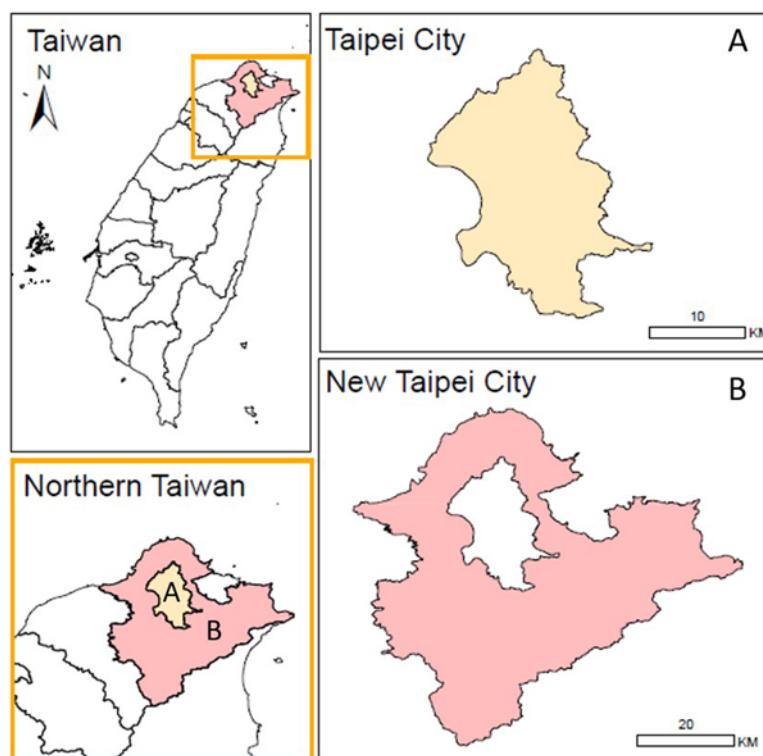 Taiwan
N
Taipei City
A
10
KM
New Taipei City
B
20
KM
Northern Taiwan
A
B